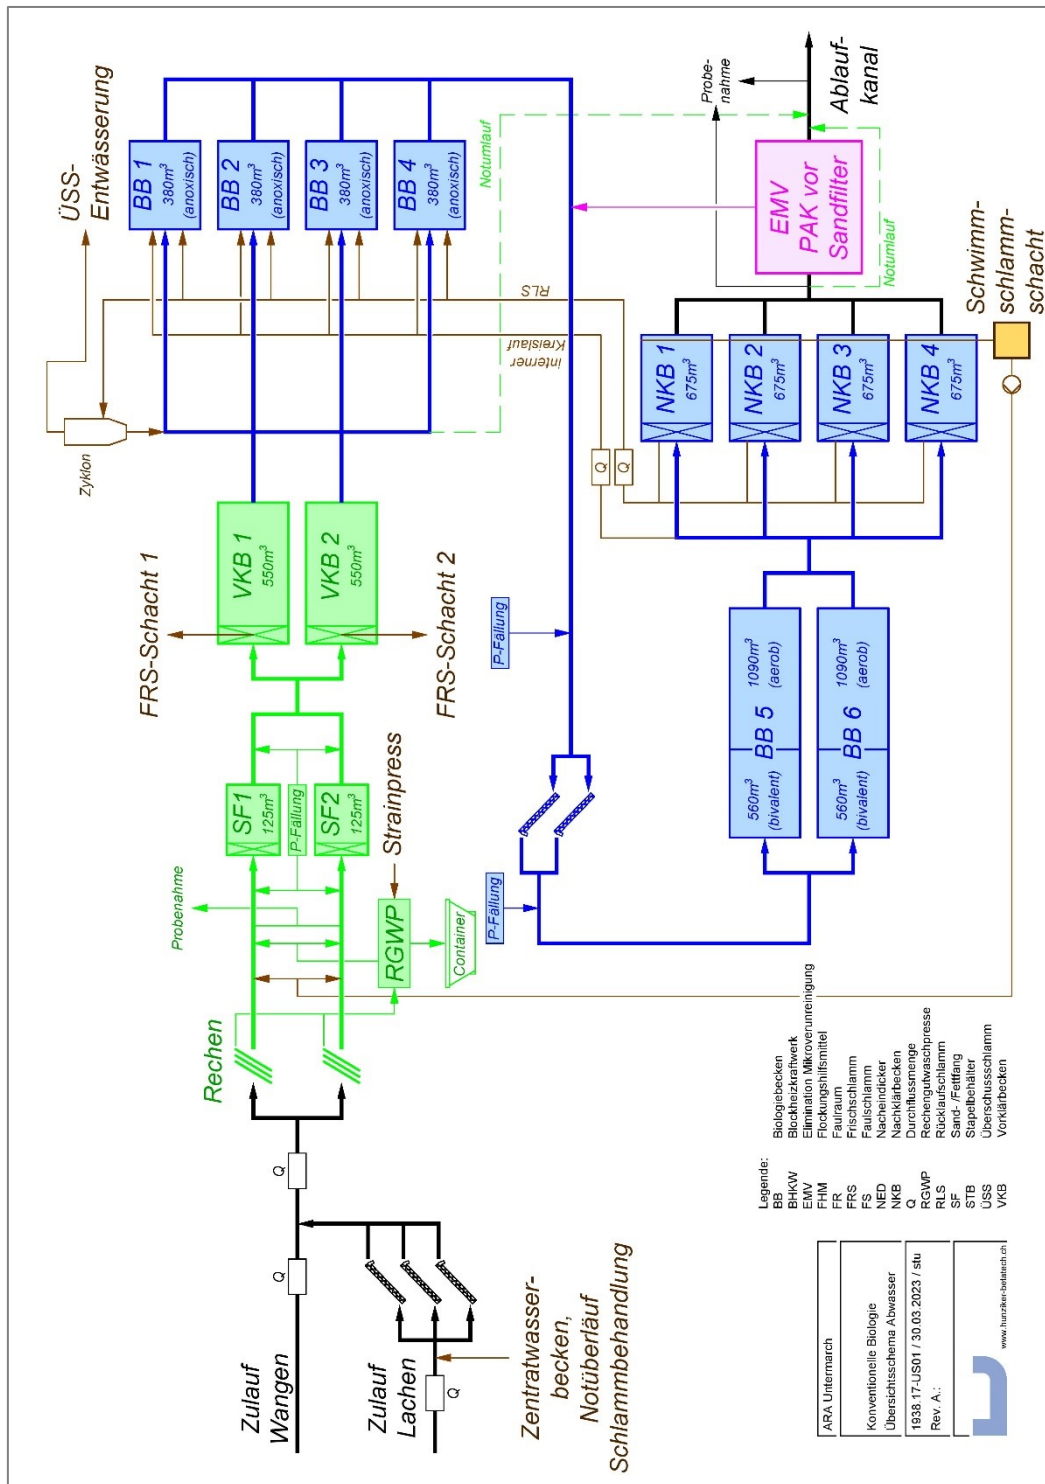 Zulauf
Wangen
Q
Q
Zulauf
Lachen
Q
Zentratwasser-
becken,
Notüberläuf
Schlammbehandlung
Rechen
Probenahme
RGWP
Container
Strainpress
SF1
125m³
P-Fällung
SF2
125m³
FRS-Schacht 1
VKB 1
550m³
VKB 2
550m³
FRS-Schacht 2
Zyklon
ÜSS-
Entwässerung
BB 1
380m³
(anoxisch)
BB 2
380m³
(anoxisch)
BB 3
380m³
(anoxisch)
BB 4
380m³
(anoxisch)
RLS
interner
Kreislauf
Notumlauf
P-Fällung
P-Fällung
560m³
(bivalent)
BB 5
1090m³
(aerob)
560m³
(bivalent)
BB 6
1090m³
(aerob)
Q
Q
NKB 1
675m³
NKB 2
675m³
NKB 3
675m³
NKB 4
675m³
EMV
PAK vor
Sandfilter
Notumlauf
Probe-
nahme
Ablauf-
kanal
Schwimm-
schlamm-
schacht
Legende:
BB Biologiebecken
BHKW Blockheizkraftwerk
EMV Elimination Mikroverunreinigung
FHM Flockungshilfsmittel
FR Faulraum
FRS Frischschlamm
FS Faulschlamm
NED Nacheindicker
NKB Nachklärbecken
Q Durchflussmenge
RGWP Rechengutwaschpresse
RLS Rücklaufschlamm
SF Sand- /Fettfang
STB Stapelbehälter
ÜSS Überschussschlamm
VKB Vorklärbecken
ARA Untermarch
Konventionelle Biologie
Übersichtsschema Abwasser
1938.17-US01 / 30.03.2023 / stu
Rev. A.:
www.hunziker-betatech.ch